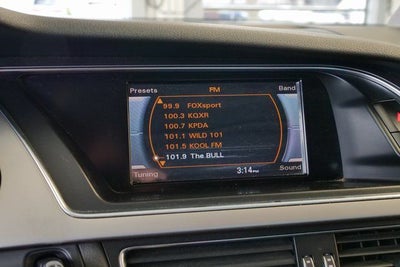 Presets FM Band
99.9 FOXsport
100.3 KQXR
100.7 KPDA
101.1 WILD 101
101.5 KOOL FM
101.9 The BULL
Tuning 3:14PM Sound